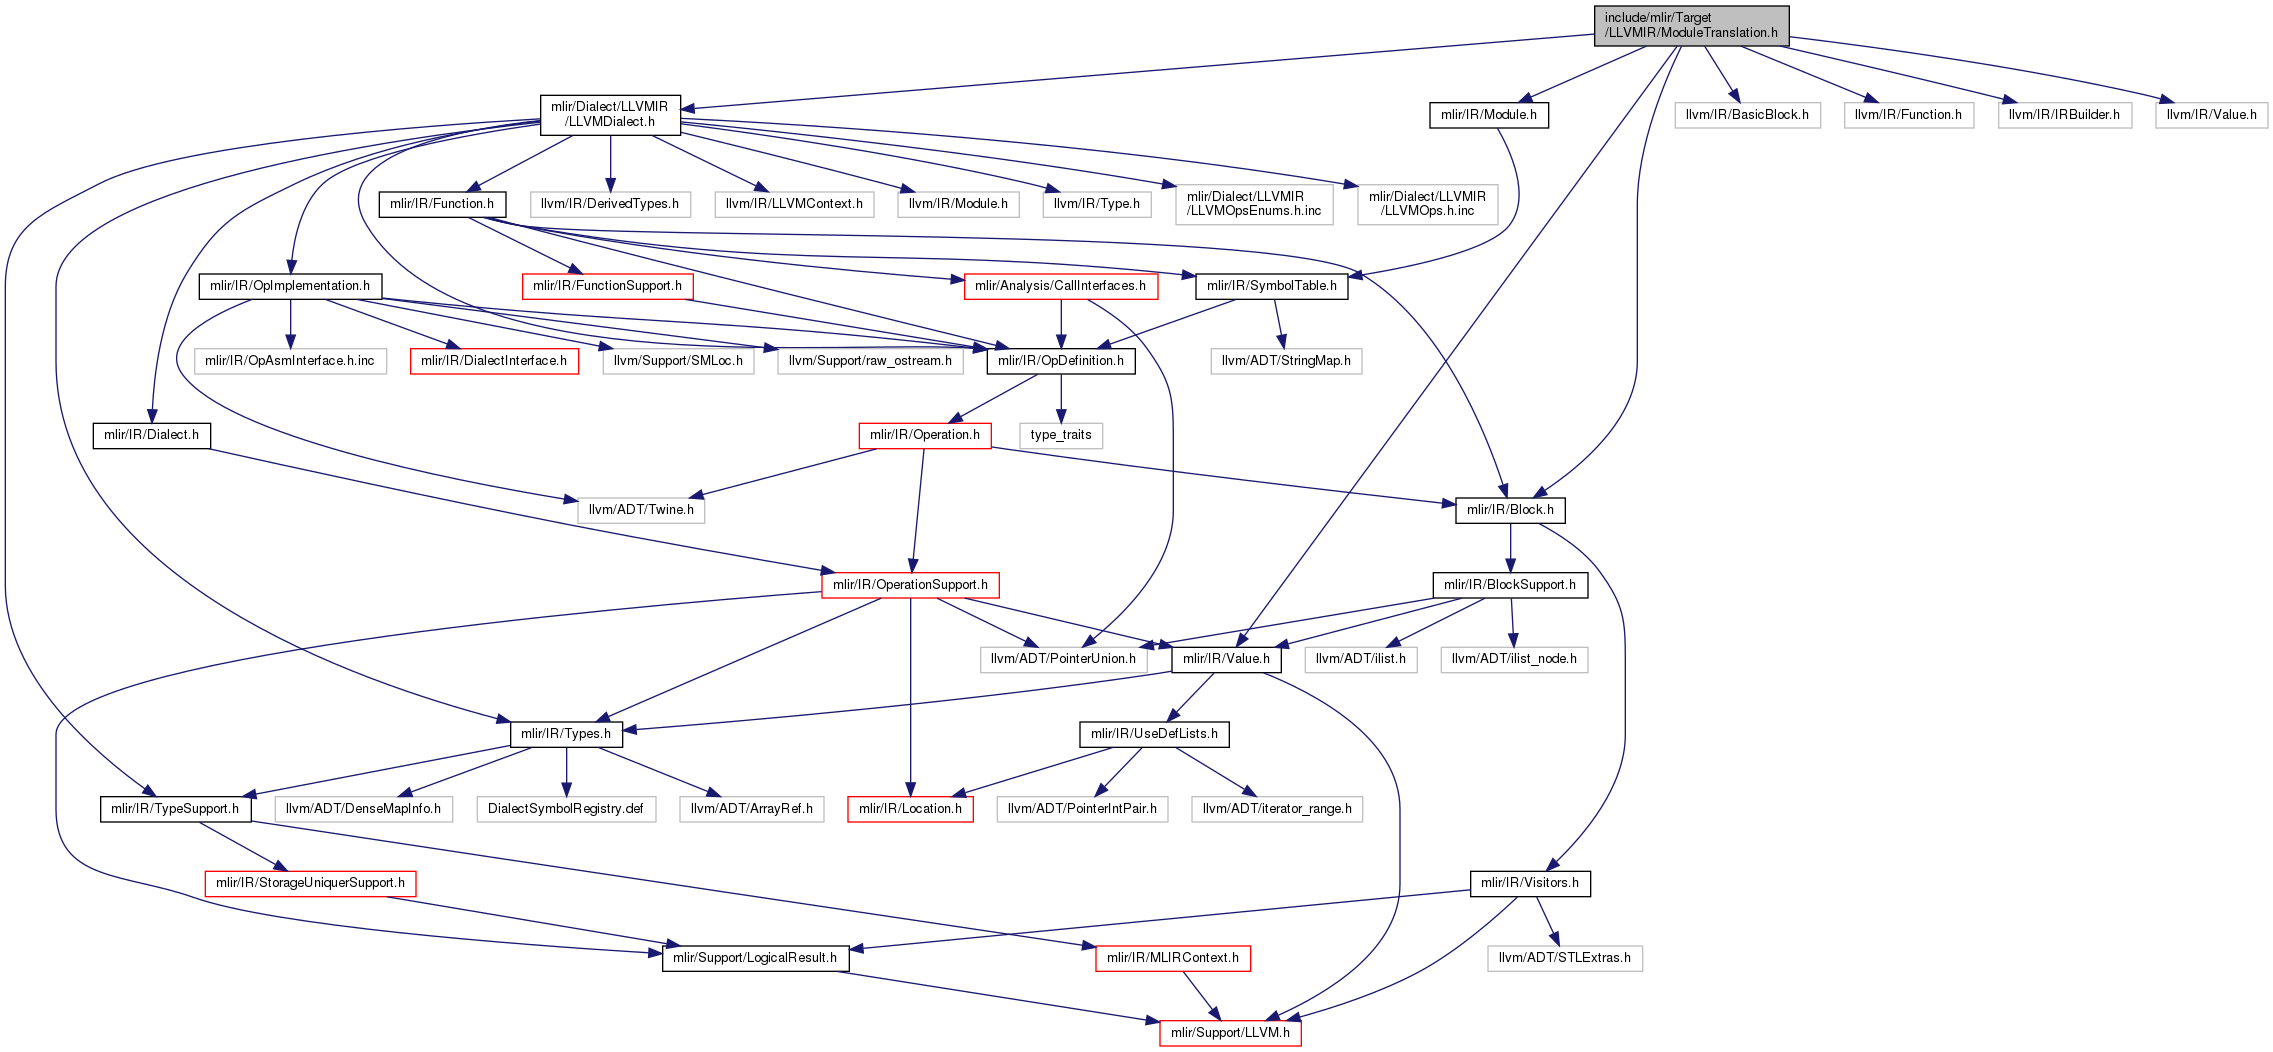 include/mlir/Target
/LLVMIR/ModuleTranslation.h
mlir/Dialect/LLVMIR
/LLVMDialect.h
mlir/IR/Module.h
llvm/IR/BasicBlock.h
llvm/IR/Function.h
llvm/IR/IRBuilder.h
llvm/IR/Value.h
mlir/IR/Function.h
llvm/IR/DerivedTypes.h
llvm/IR/LLVMContext.h
llvm/IR/Module.h
llvm/IR/Type.h
mlir/Dialect/LLVMIR
/LLVMOpsEnums.h.inc
mlir/Dialect/LLVMIR
/LLVMOps.h.inc
mlir/IR/OpImplementation.h
mlir/IR/FunctionSupport.h
mlir/Analysis/CallInterfaces.h
mlir/IR/SymbolTable.h
mlir/IR/OpAsmInterface.h.inc
mlir/IR/DialectInterface.h
llvm/Support/SMLoc.h
llvm/Support/raw_ostream.h
mlir/IR/OpDefinition.h
llvm/ADT/StringMap.h
mlir/IR/Dialect.h
mlir/IR/Operation.h
type_traits
llvm/ADT/Twine.h
mlir/IR/Block.h
mlir/IR/OperationSupport.h
mlir/IR/BlockSupport.h
llvm/ADT/PointerUnion.h
mlir/IR/Value.h
llvm/ADT/ilist.h
llvm/ADT/ilist_node.h
mlir/IR/Types.h
mlir/IR/UseDefLists.h
mlir/IR/TypeSupport.h
llvm/ADT/DenseMapInfo.h
DialectSymbolRegistry.def
llvm/ADT/ArrayRef.h
mlir/IR/Location.h
llvm/ADT/PointerIntPair.h
llvm/ADT/iterator_range.h
mlir/IR/StorageUniquerSupport.h
mlir/IR/Visitors.h
mlir/Support/LogicalResult.h
mlir/IR/MLIRContext.h
llvm/ADT/STLExtras.h
mlir/Support/LLVM.h